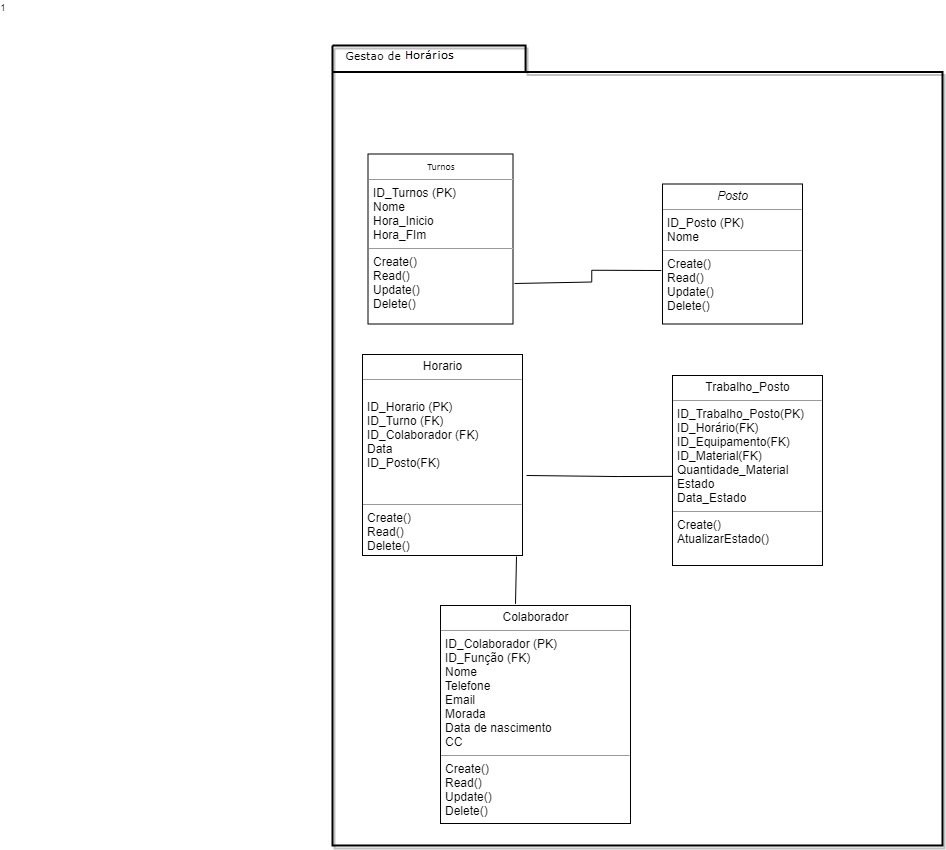 1
Gestao de Horários
Turnos
ID_Turnos (PK)
Nome
Hora_Inicio
Hora_FIm
Create()
Read()
Update()
Delete()
Posto
ID_Posto (PK)
Nome
Create()
Read()
Update()
Delete()
Horario
ID_Horario (PK)
ID_Turno (FK)
ID_Colaborador (FK)
Data
ID_Posto(FK)
Create()
Read()
Delete()
Trabalho_Posto
ID_Trabalho_Posto(PK)
ID_Horário(FK)
ID_Equipamento(FK)
ID_Material(FK)
Quantidade_Material
Estado
Data_Estado
Create()
AtualizarEstado()
Colaborador
ID_Colaborador (PK)
ID_Função (FK)
Nome
Telefone
Email
Morada
Data de nascimento
CC
Create()
Read()
Update()
Delete()